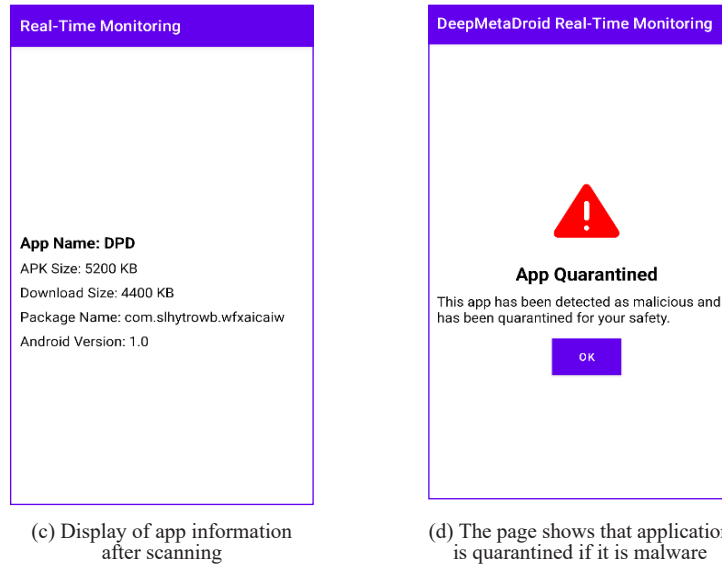 Real-Time Monitoring
App Name: DPD
APK Size: 5200 KB
Download Size: 4400 KB
Package Name: com.slhytrowb.wfxaicaiw
Android Version: 1.0
(c) Display of app information
after scanning
DeepMetaDroid Real-Time Monitoring
App Quarantined
This app has been detected as malicious and
has been quarantined for your safety.
OK
(d) The page shows that application
is quarantined if it is malware